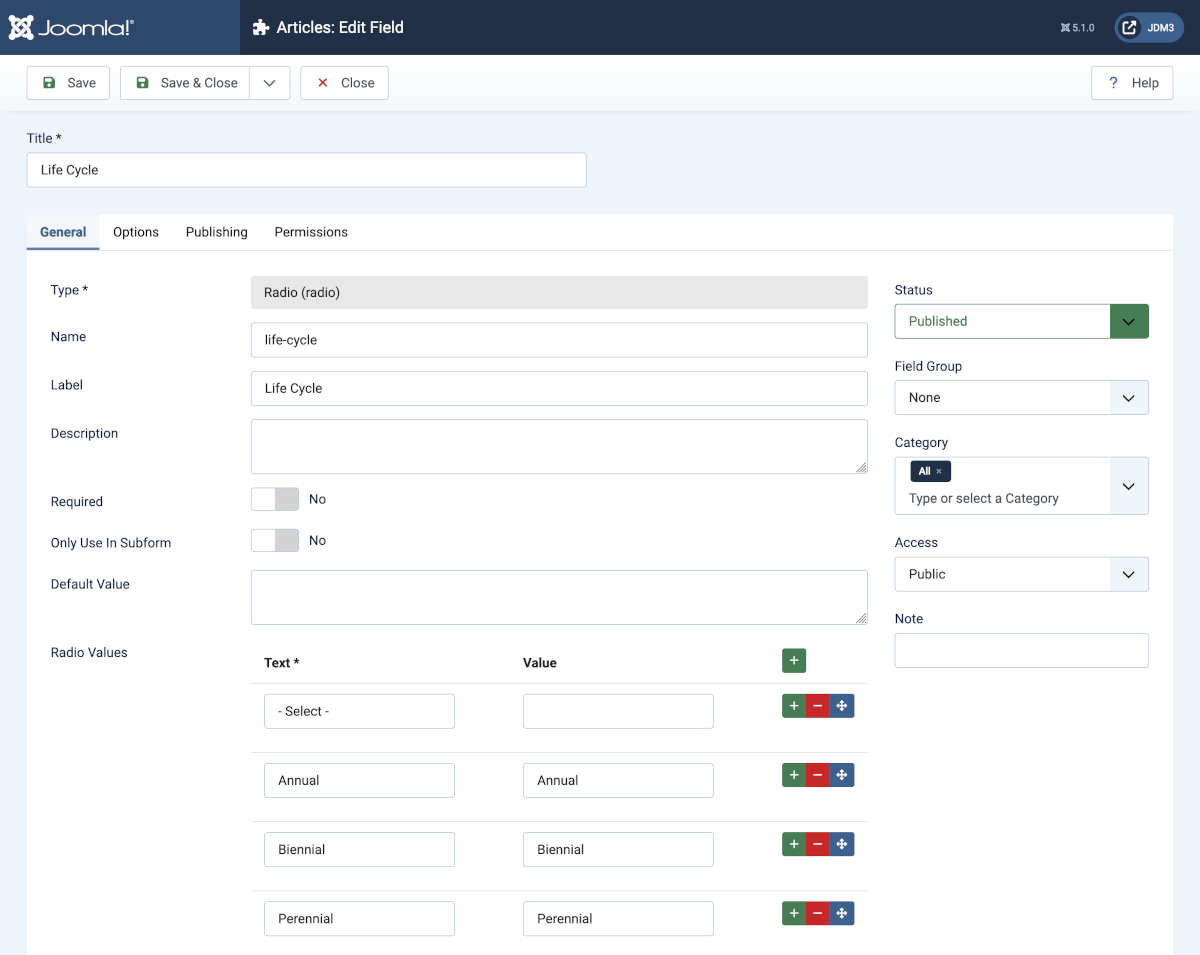 Joomla!® Articles: Edit Field 5.1.0 JDM3
Save Save & Close Close ? Help
Title *
Life Cycle
General Options Publishing Permissions
Type * Radio (radio)
Name life-cycle
Label Life Cycle
Description
Required No
Only Use In Subform No
Default Value
Radio Values
Text * Value
- Select -
Annual Annual
Biennial Biennial
Perennial Perennial
Status
Published
Field Group
None
Category
All ×
Type or select a Category
Access
Public
Note